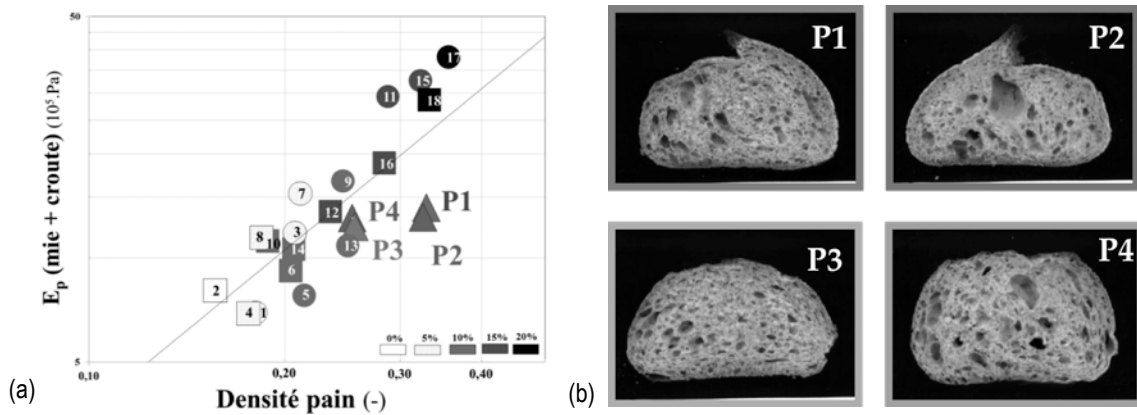 50
17
15
11
18
16
9
7
12
P4
P1
3
8
10
13
14
P3
P2
6
2
5
4
1
0%
5%
10%
15%
20%
5
0,10
0,20
0,30
0,40
E_p (mie + croute) (10⁵.Pa)
Densité pain (-)
(a)
P1
P2
P3
P4
(b)